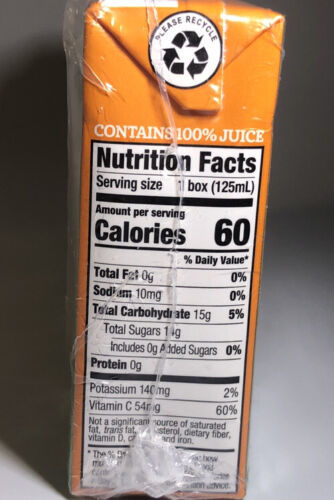 PLEASE RECYCLE
CONTAINS 100% JUICE
Nutrition Facts
Serving size 1 box (125mL)
Amount per serving
Calories 60
% Daily Value*
Total Fat 0g 0%
Sodium 10mg 0%
Total Carbohydrate 15g 5%
Total Sugars 14g
Includes 0g Added Sugars 0%
Protein 0g
Potassium 140mg 2%
Vitamin C 54mg 60%
Not a significant source of saturated
fat, trans fat, cholesterol, dietary fiber,
vitamin D, and iron.
* The % how